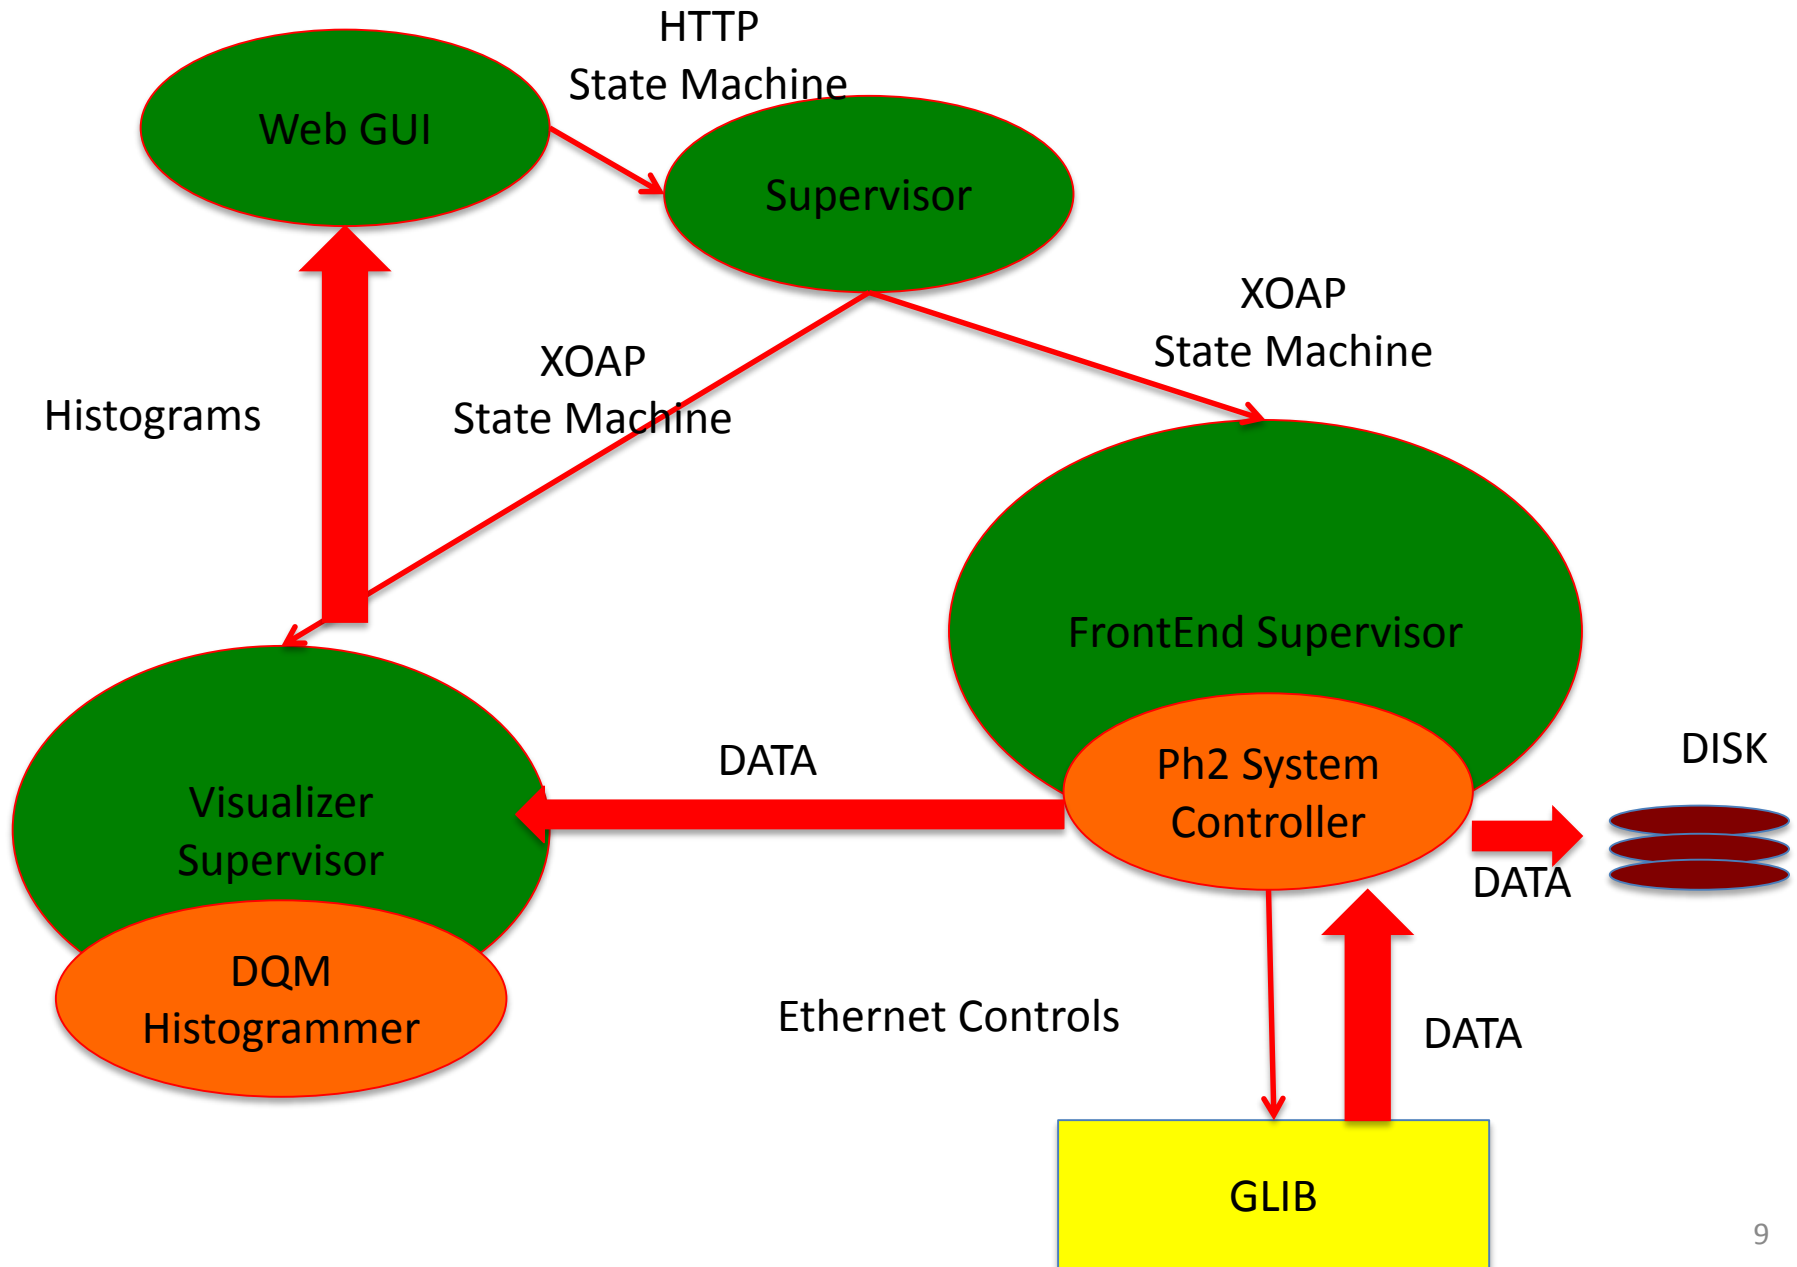 HTTP
State Machine
Web GUI
Supervisor
XOAP
State Machine
XOAP
State Machine
Histograms
FrontEnd Supervisor
DATA
Ph2 System
Controller
DISK
Visualizer
Supervisor
DATA
DQM
Histogrammer
Ethernet Controls
DATA
GLIB
9